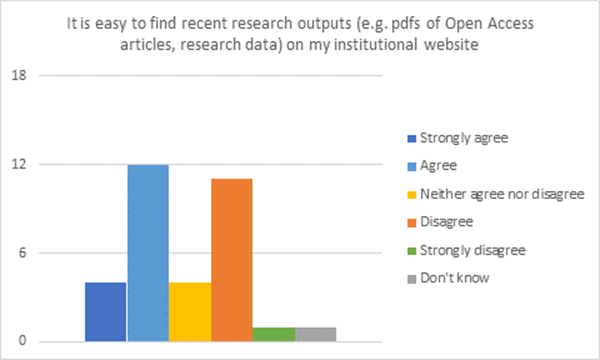 It is easy to find recent research outputs (e.g. pdfs of Open Access
articles, research data) on my institutional website
18
12
6
0
Strongly agree
Agree
Neither agree nor disagree
Disagree
Strongly disagree
Don't know